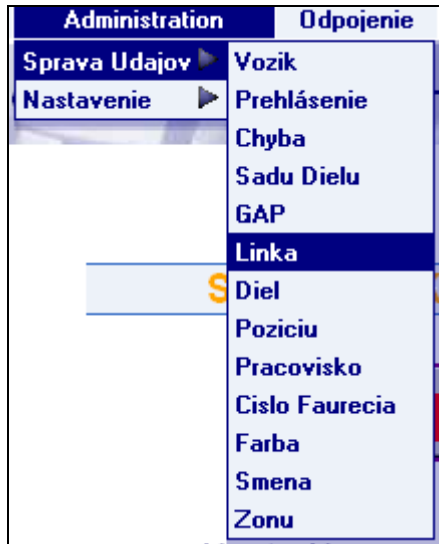 Administration Odpojenie
Sprava Udajov Vozik
Nastavenie Prehlásenie
Chyba
Sadu Dielu
GAP
Linka
S Diel
Poziciu
Pracovisko
Cislo Faurecia
Farba
Smena
Zonu